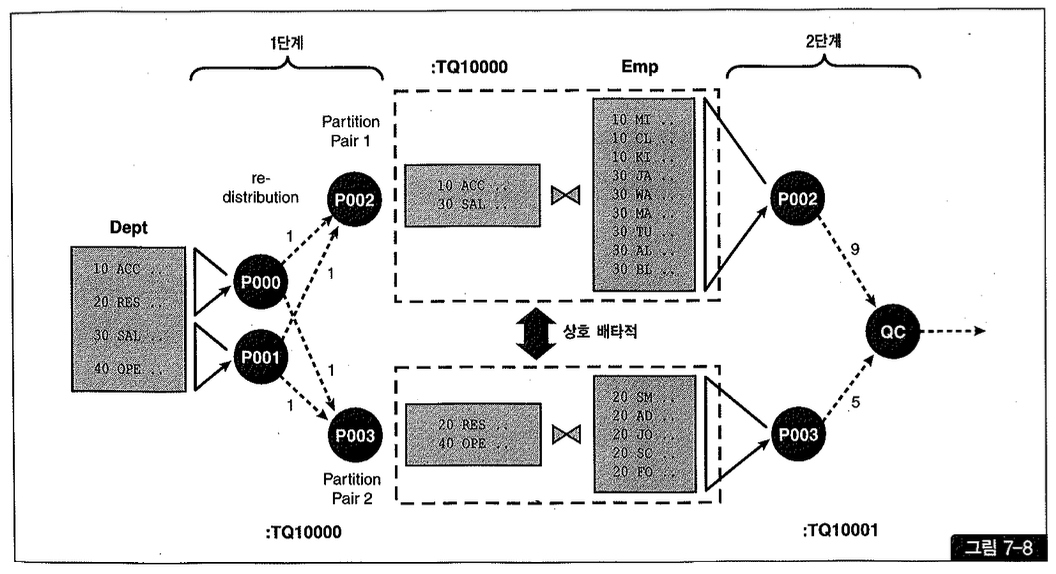 1단계
:TQ10000
Emp
2단계
Partition
Pair 1
re-
distribution
Dept
10 ACC ..
20 RES ..
30 SAL ..
40 OPE ..
P000
P001
1
1
1
1
P002
P003
Partition
Pair 2
:TQ10000
10 ACC ..
30 SAL ..
10 MI ..
10 CL ..
10 KI ..
30 JA ..
30 WA ..
30 MA ..
30 TU ..
30 AL ..
30 BL ..
상호 배타적
20 RES ..
40 OPE ..
20 SM ..
20 AD ..
20 JO ..
20 SC ..
20 FO ..
P002
9
QC
5
P003
:TQ10001
그림 7-8